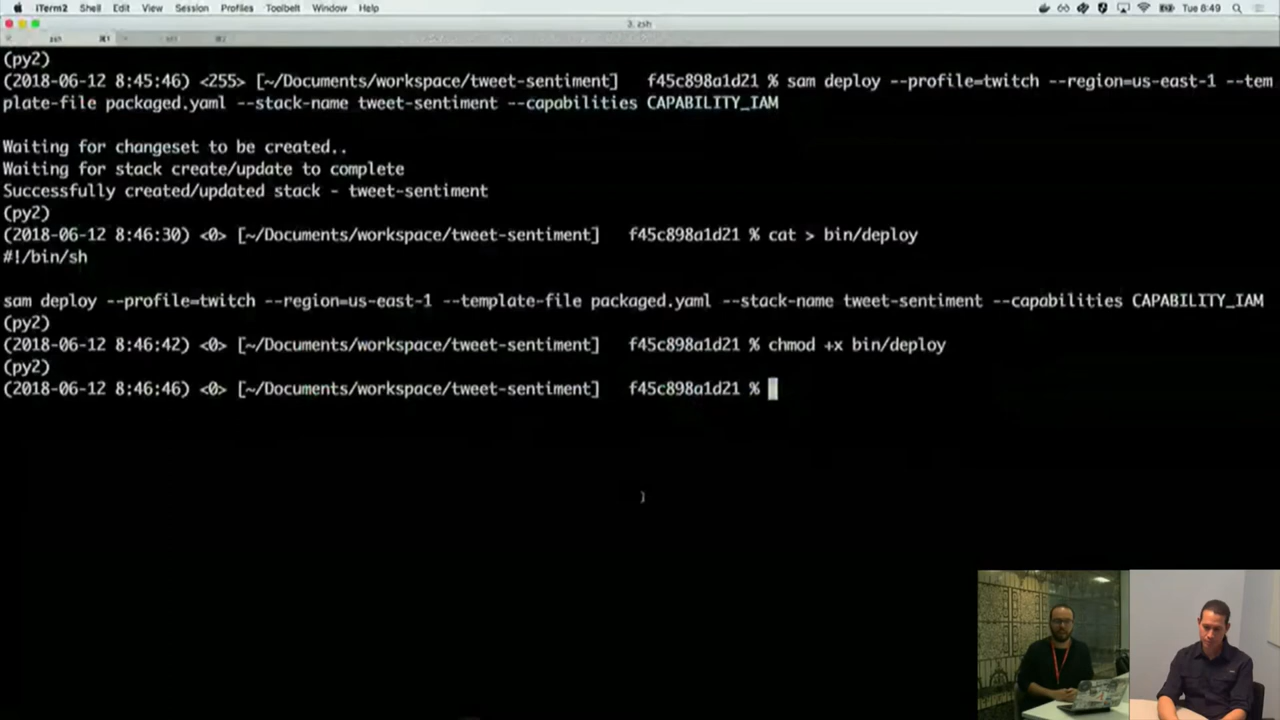 iTerm2 Shell Edit View Session Profiles Toolbelt Window Help Tue 8:49
3. zsh
(py2)
(2018-06-12 8:45:46) <255> [~/Documents/workspace/tweet-sentiment] f45c898a1d21 % sam deploy --profile=twitch --region=us-east-1 --tem
plate-file packaged.yaml --stack-name tweet-sentiment --capabilities CAPABILITY_IAM
Waiting for changeset to be created..
Waiting for stack create/update to complete
Successfully created/updated stack - tweet-sentiment
(py2)
(2018-06-12 8:46:30) <0> [~/Documents/workspace/tweet-sentiment] f45c898a1d21 % cat > bin/deploy
#!/bin/sh
sam deploy --profile=twitch --region=us-east-1 --template-file packaged.yaml --stack-name tweet-sentiment --capabilities CAPABILITY_IAM
(py2)
(2018-06-12 8:46:42) <0> [~/Documents/workspace/tweet-sentiment] f45c898a1d21 % chmod +x bin/deploy
(py2)
(2018-06-12 8:46:46) <0> [~/Documents/workspace/tweet-sentiment] f45c898a1d21 %